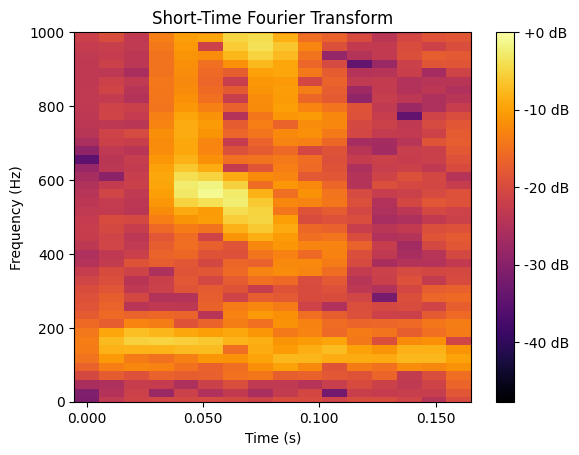 Short-Time Fourier Transform
1000
800
600
400
200
0
Frequency (Hz)
0.000
0.050
0.100
0.150
Time (s)
+0 dB
-10 dB
-20 dB
-30 dB
-40 dB